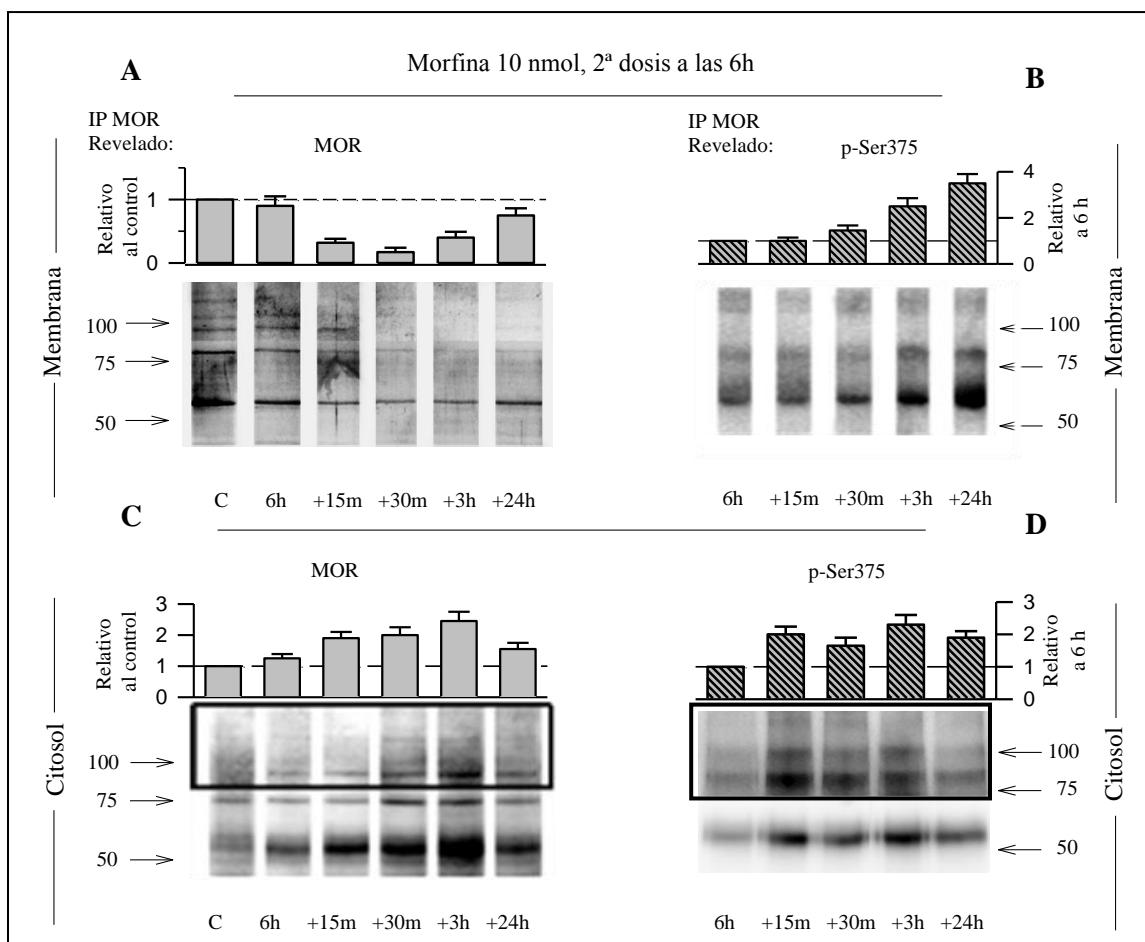 A
Morfina 10 nmol, 2ª dosis a las 6h
B
IP MOR
Revelado:
MOR
IP MOR
Revelado:
p-Ser375
Membrana
Relativo
al control
1
0
4
2
0
Relativo
a 6 h
100
75
50
100
75
50
Membrana
C
6h
+15m
+30m
+3h
+24h
6h
+15m
+30m
+3h
+24h
C
D
MOR
p-Ser375
Citosol
Relativo
al control
3
2
1
0
3
2
1
0
Relativo
a 6 h
100
75
50
100
75
50
Citosol
C
6h
+15m
+30m
+3h
+24h
6h
+15m
+30m
+3h
+24h